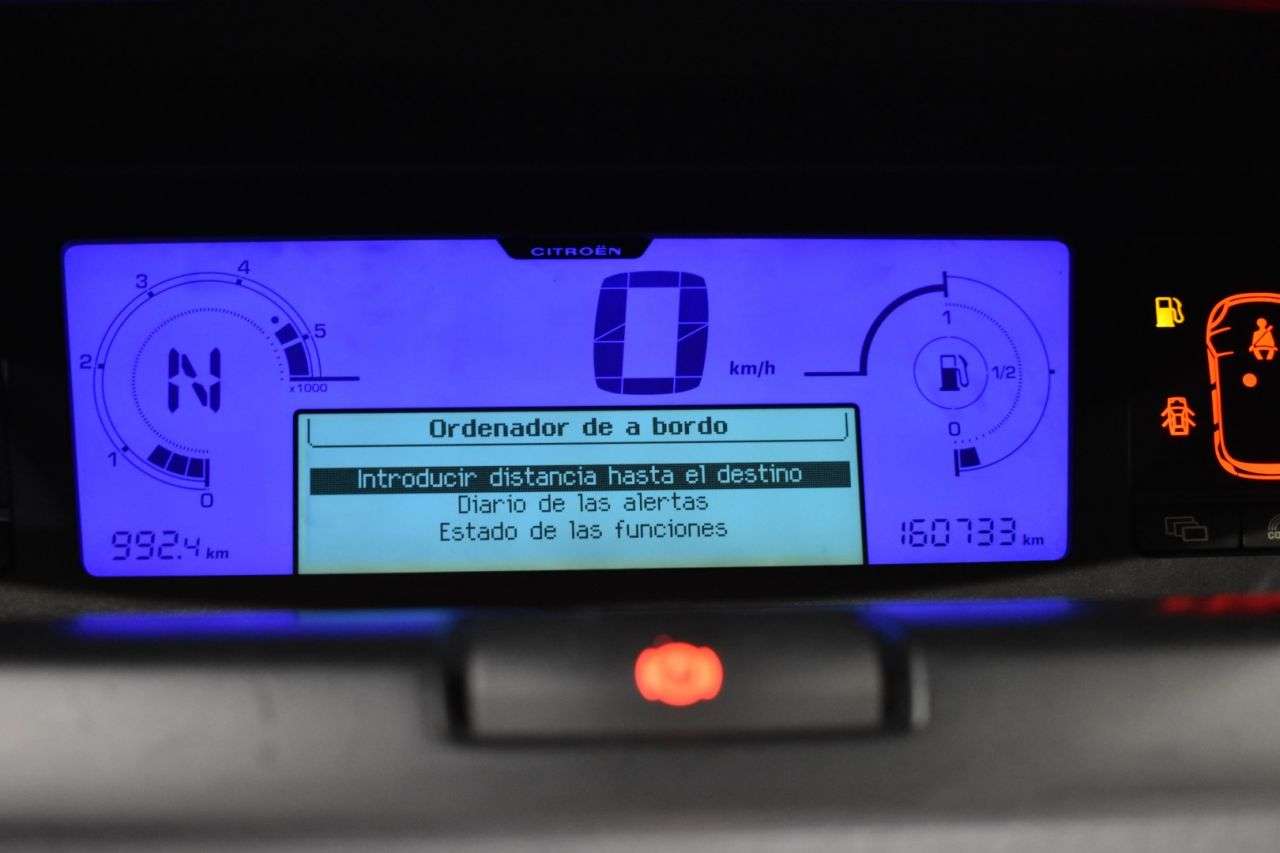 CITROËN
4
3
5
2
x1000
1
0
N
0
km/h
1
1/2
0
Ordenador de a bordo
Introducir distancia hasta el destino
Diario de las alertas
Estado de las funciones
992.4 km
160733 km